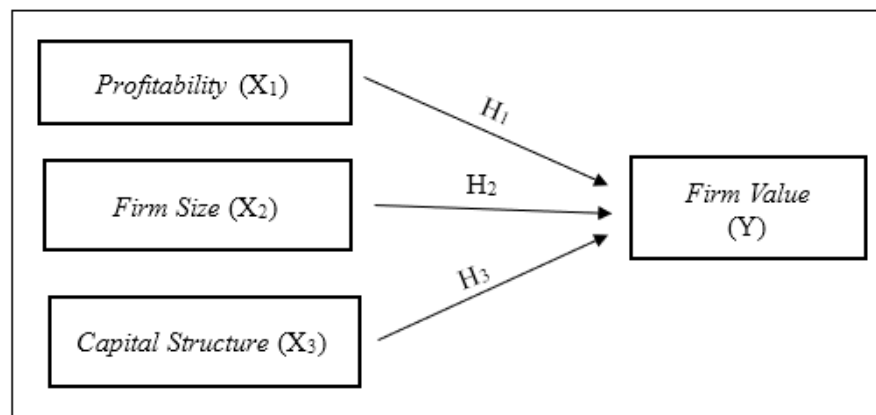 Profitability (X₁)
H₁
Firm Size (X₂)
H₂
Firm Value
(Y)
Capital Structure (X₃)
H₃